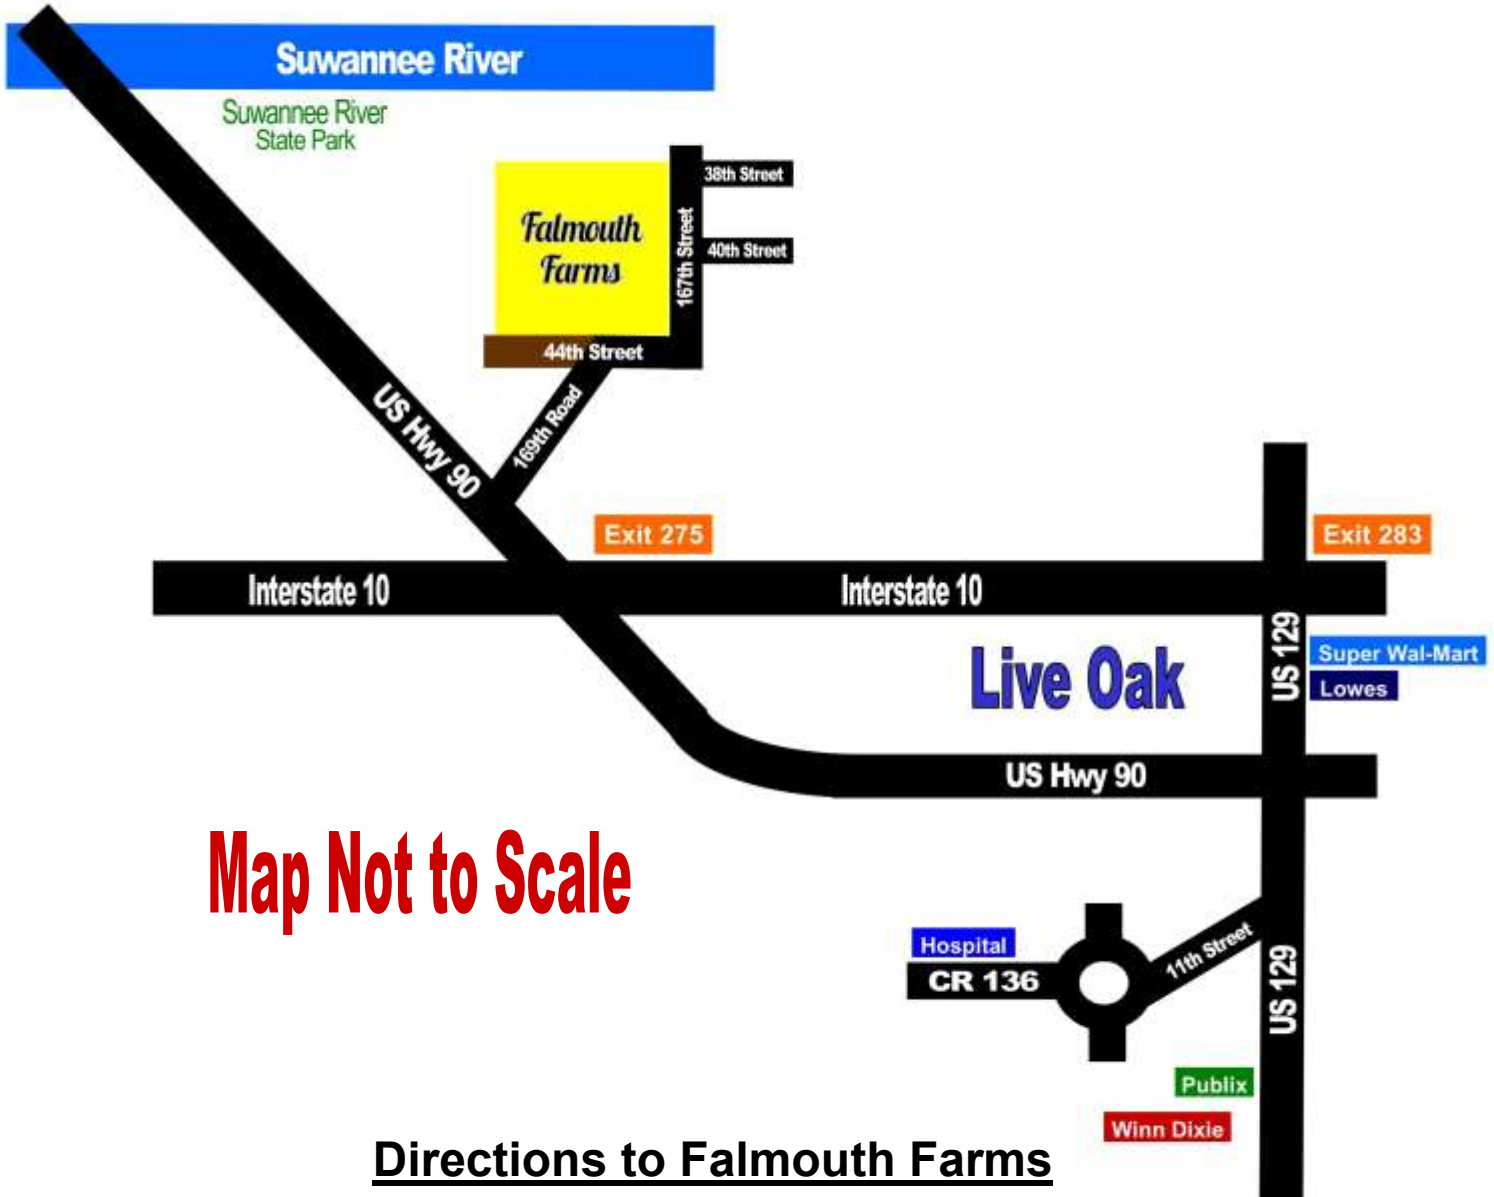 Suwannee River
Suwannee River
State Park
38th Street
Falmouth
Farms
167th Street
40th Street
44th Street
169th Road
US Hwy 90
Exit 275
Exit 283
Interstate 10
Interstate 10
US 129
Super Wal-Mart
Lowes
Live Oak
US Hwy 90
Map Not to Scale
Hospital
CR 136
11th Street
US 129
Publix
Winn Dixie
Directions to Falmouth Farms